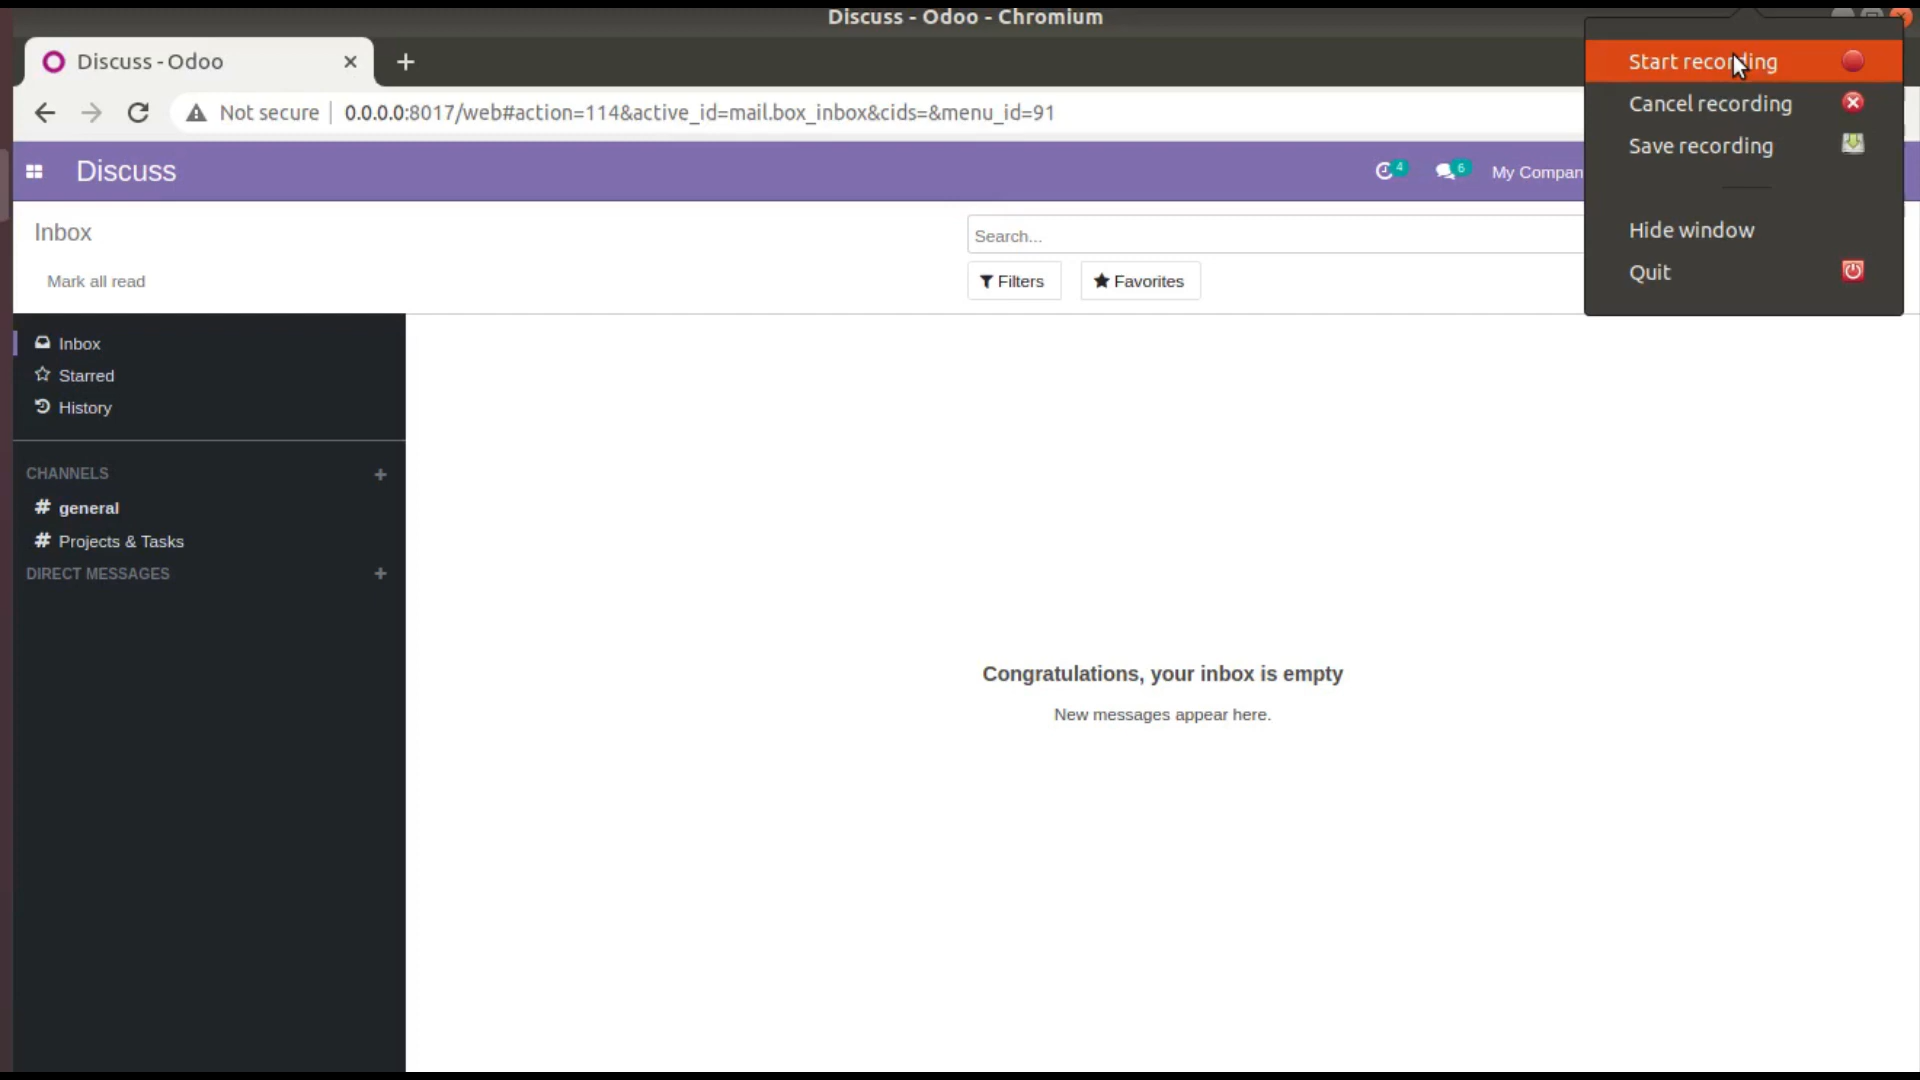 Discuss - Odoo - Chromium
Discuss - Odoo
Not secure
0.0.0.0:8017/web#action=114&active_id=mail.box_inbox&cids=&menu_id=91
Start recording
Cancel recording
Save recording
Hide window
Quit
Discuss
4
6
My Compan
Inbox
Search...
Mark all read
Filters
Favorites
Inbox
Starred
History
CHANNELS
# general
# Projects & Tasks
DIRECT MESSAGES
Congratulations, your inbox is empty
New messages appear here.